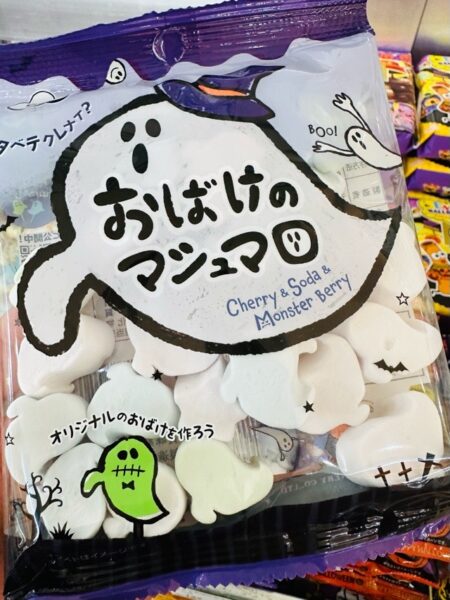 タベテクレナイ?
BOO!
おばけの
マシュマロ
Cherry & Soda &
Monster Berry
オリジナルのおばけを作ろう